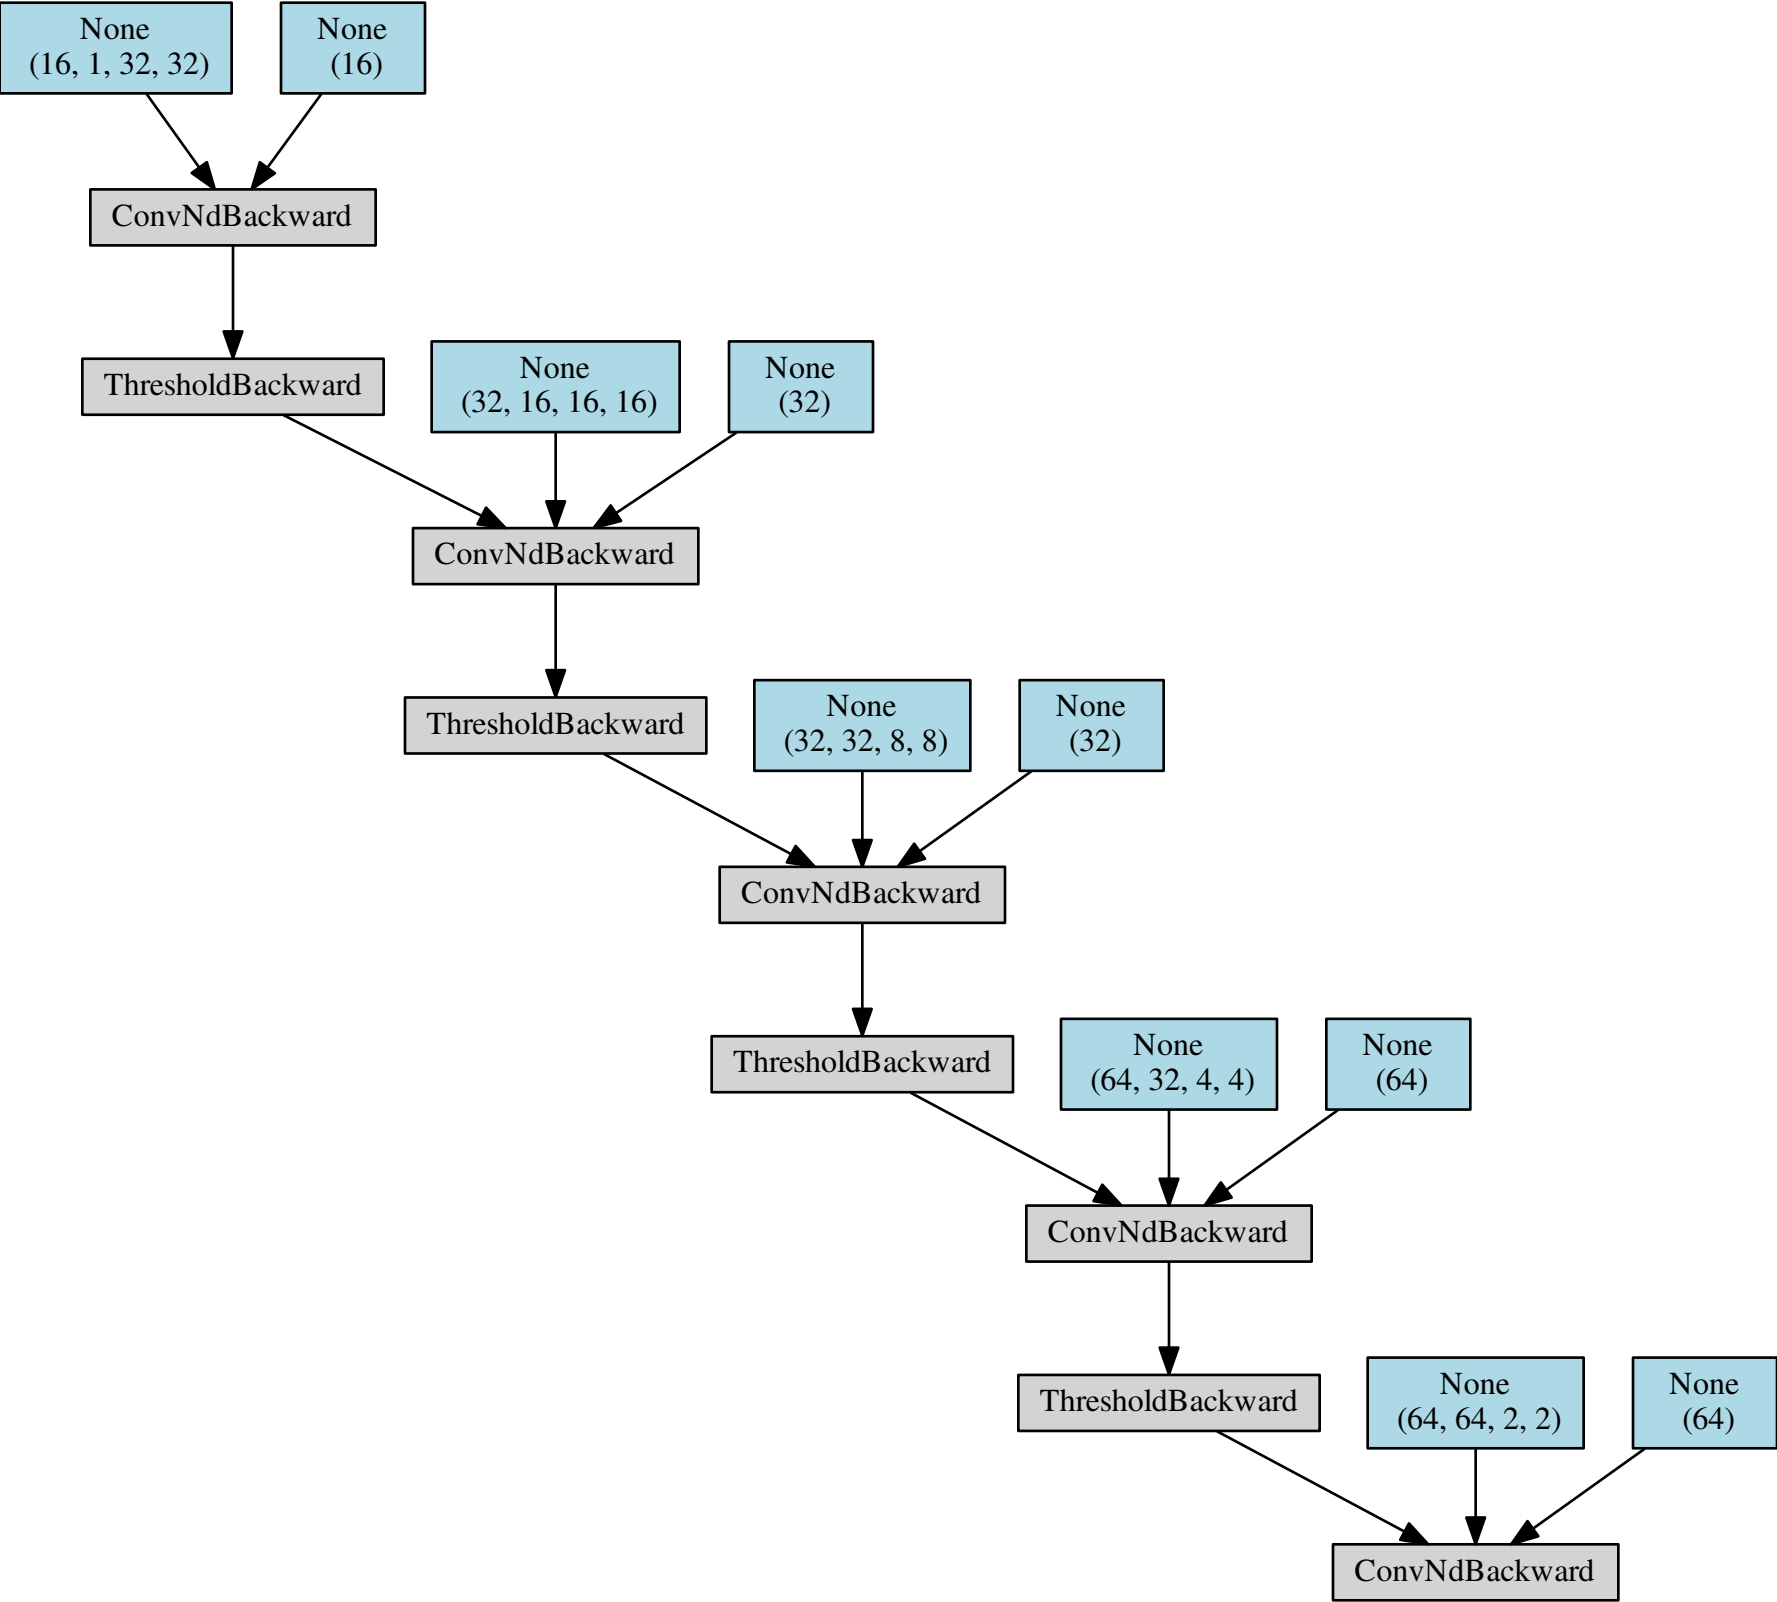 None
(16, 1, 32, 32)
None
(16)
ConvNdBackward
ThresholdBackward
None
(32, 16, 16, 16)
None
(32)
ConvNdBackward
ThresholdBackward
None
(32, 32, 8, 8)
None
(32)
ConvNdBackward
ThresholdBackward
None
(64, 32, 4, 4)
None
(64)
ConvNdBackward
ThresholdBackward
None
(64, 64, 2, 2)
None
(64)
ConvNdBackward